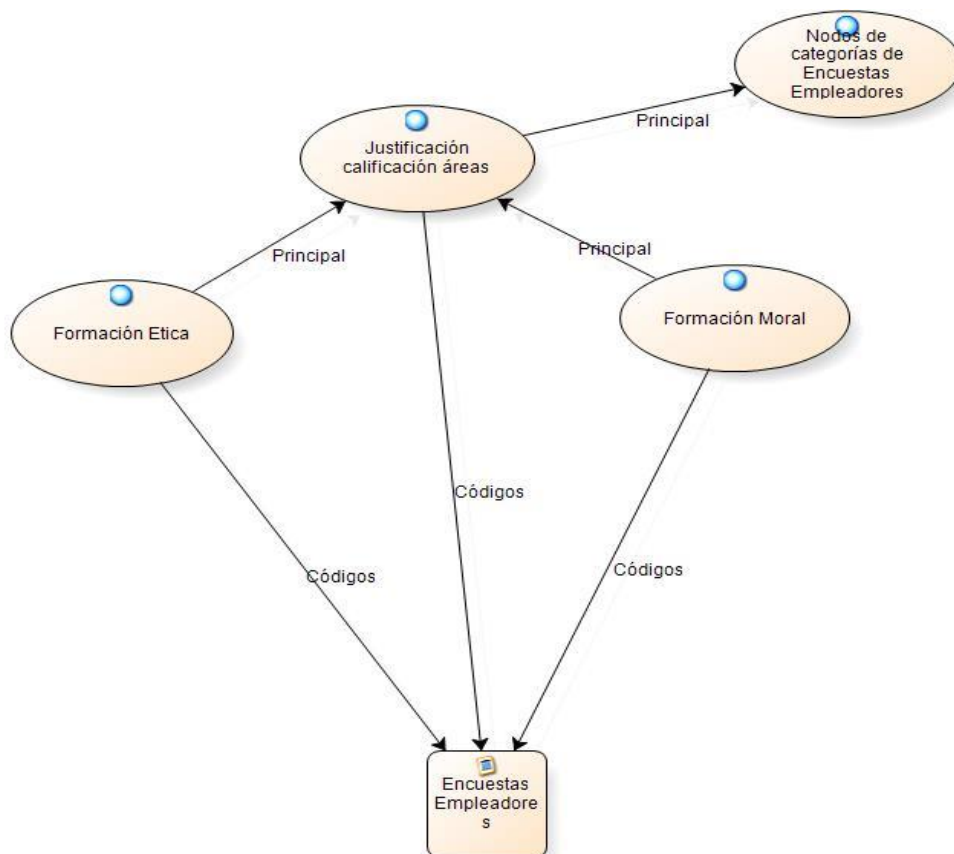 Nodos de
categorías de
Encuestas
Empleadores
Principal
Justificación
calificación áreas
Principal
Principal
Formación Etica
Formación Moral
Códigos
Códigos
Códigos
Encuestas
Empleadore
s